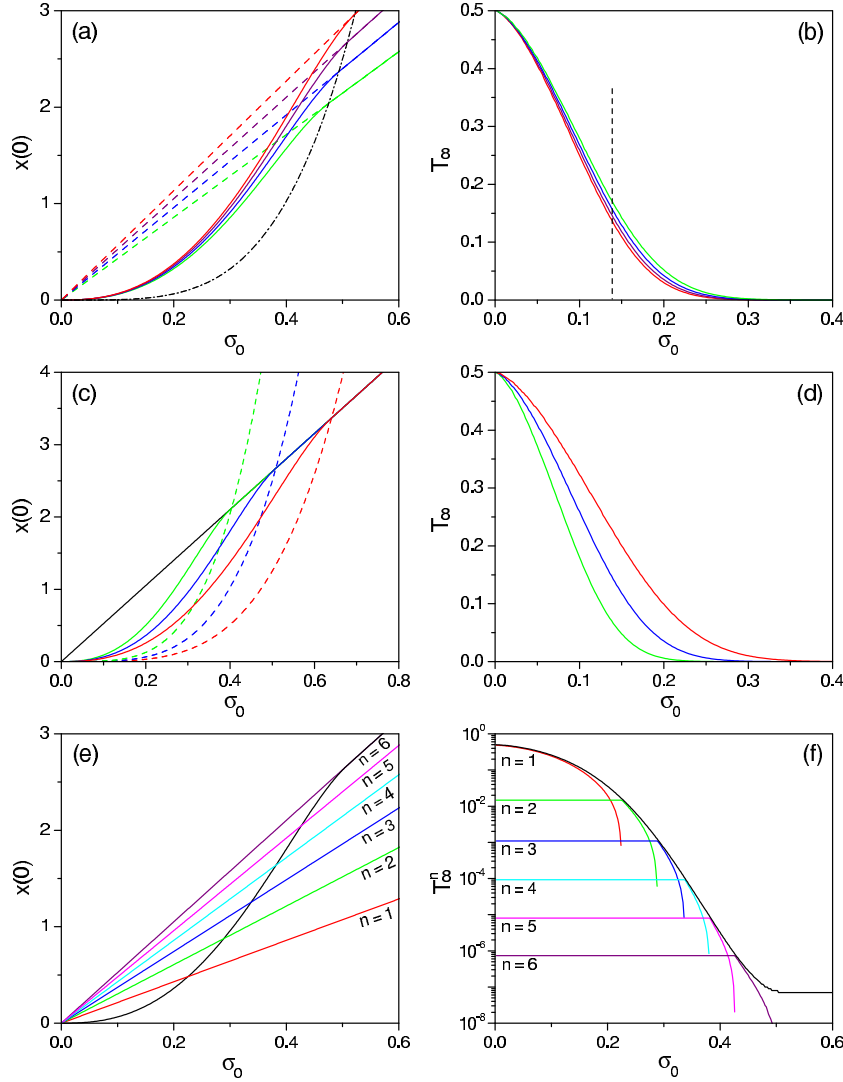 (a)
x(0)
3
2
1
0
0.0 0.2 0.4 0.6
σ0
(b)
T∞
0.5
0.4
0.3
0.2
0.1
0.0
0.0 0.1 0.2 0.3 0.4
σ0
(c)
x(0)
4
3
2
1
0
0.0 0.2 0.4 0.6 0.8
σ0
(d)
T∞
0.5
0.4
0.3
0.2
0.1
0.0
0.0 0.1 0.2 0.3 0.4
σ0
(e)
x(0)
3
2
1
0
n=6
n=5
n=4
n=3
n=2
n=1
0.0 0.2 0.4 0.6
σ0
(f)
T∞^n
10^0
10^-2
10^-4
10^-6
10^-8
n=1
n=2
n=3
n=4
n=5
n=6
0.0 0.2 0.4 0.6
σ0